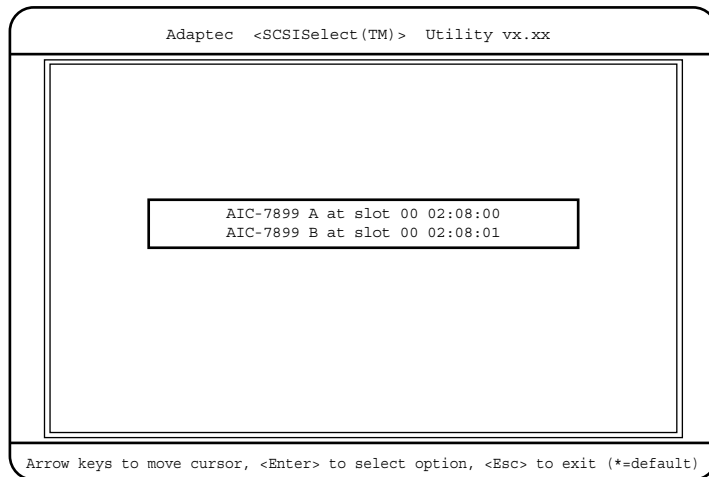 Adaptec <SCSISelect(TM)> Utility vx.xx
AIC-7899 A at slot 00 02:08:00
AIC-7899 B at slot 00 02:08:01
Arrow keys to move cursor, <Enter> to select option, <Esc> to exit (*=default)